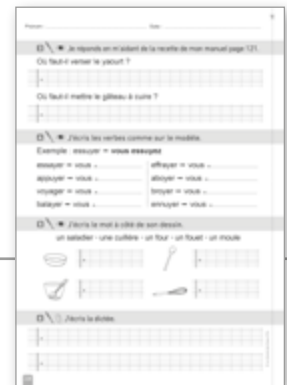 Prénom : Date :
Je réponds en m'aidant de la recette de mon manuel page 121.
Où faut-il verser le yaourt ?
Où faut-il mettre le gâteau à cuire ?
J'écris les verbes comme sur le modèle.
Exemple : essuyer → vous essuyez
essayer → vous
effrayer → vous
appuyer → vous
aboyer → vous
voyager → vous
broyer → vous
balayer → vous
ennuyer → vous
J'écris le mot à côté de son dessin.
un saladier - une cuillère - un four - un fouet - un moule
J'écris la dictée.